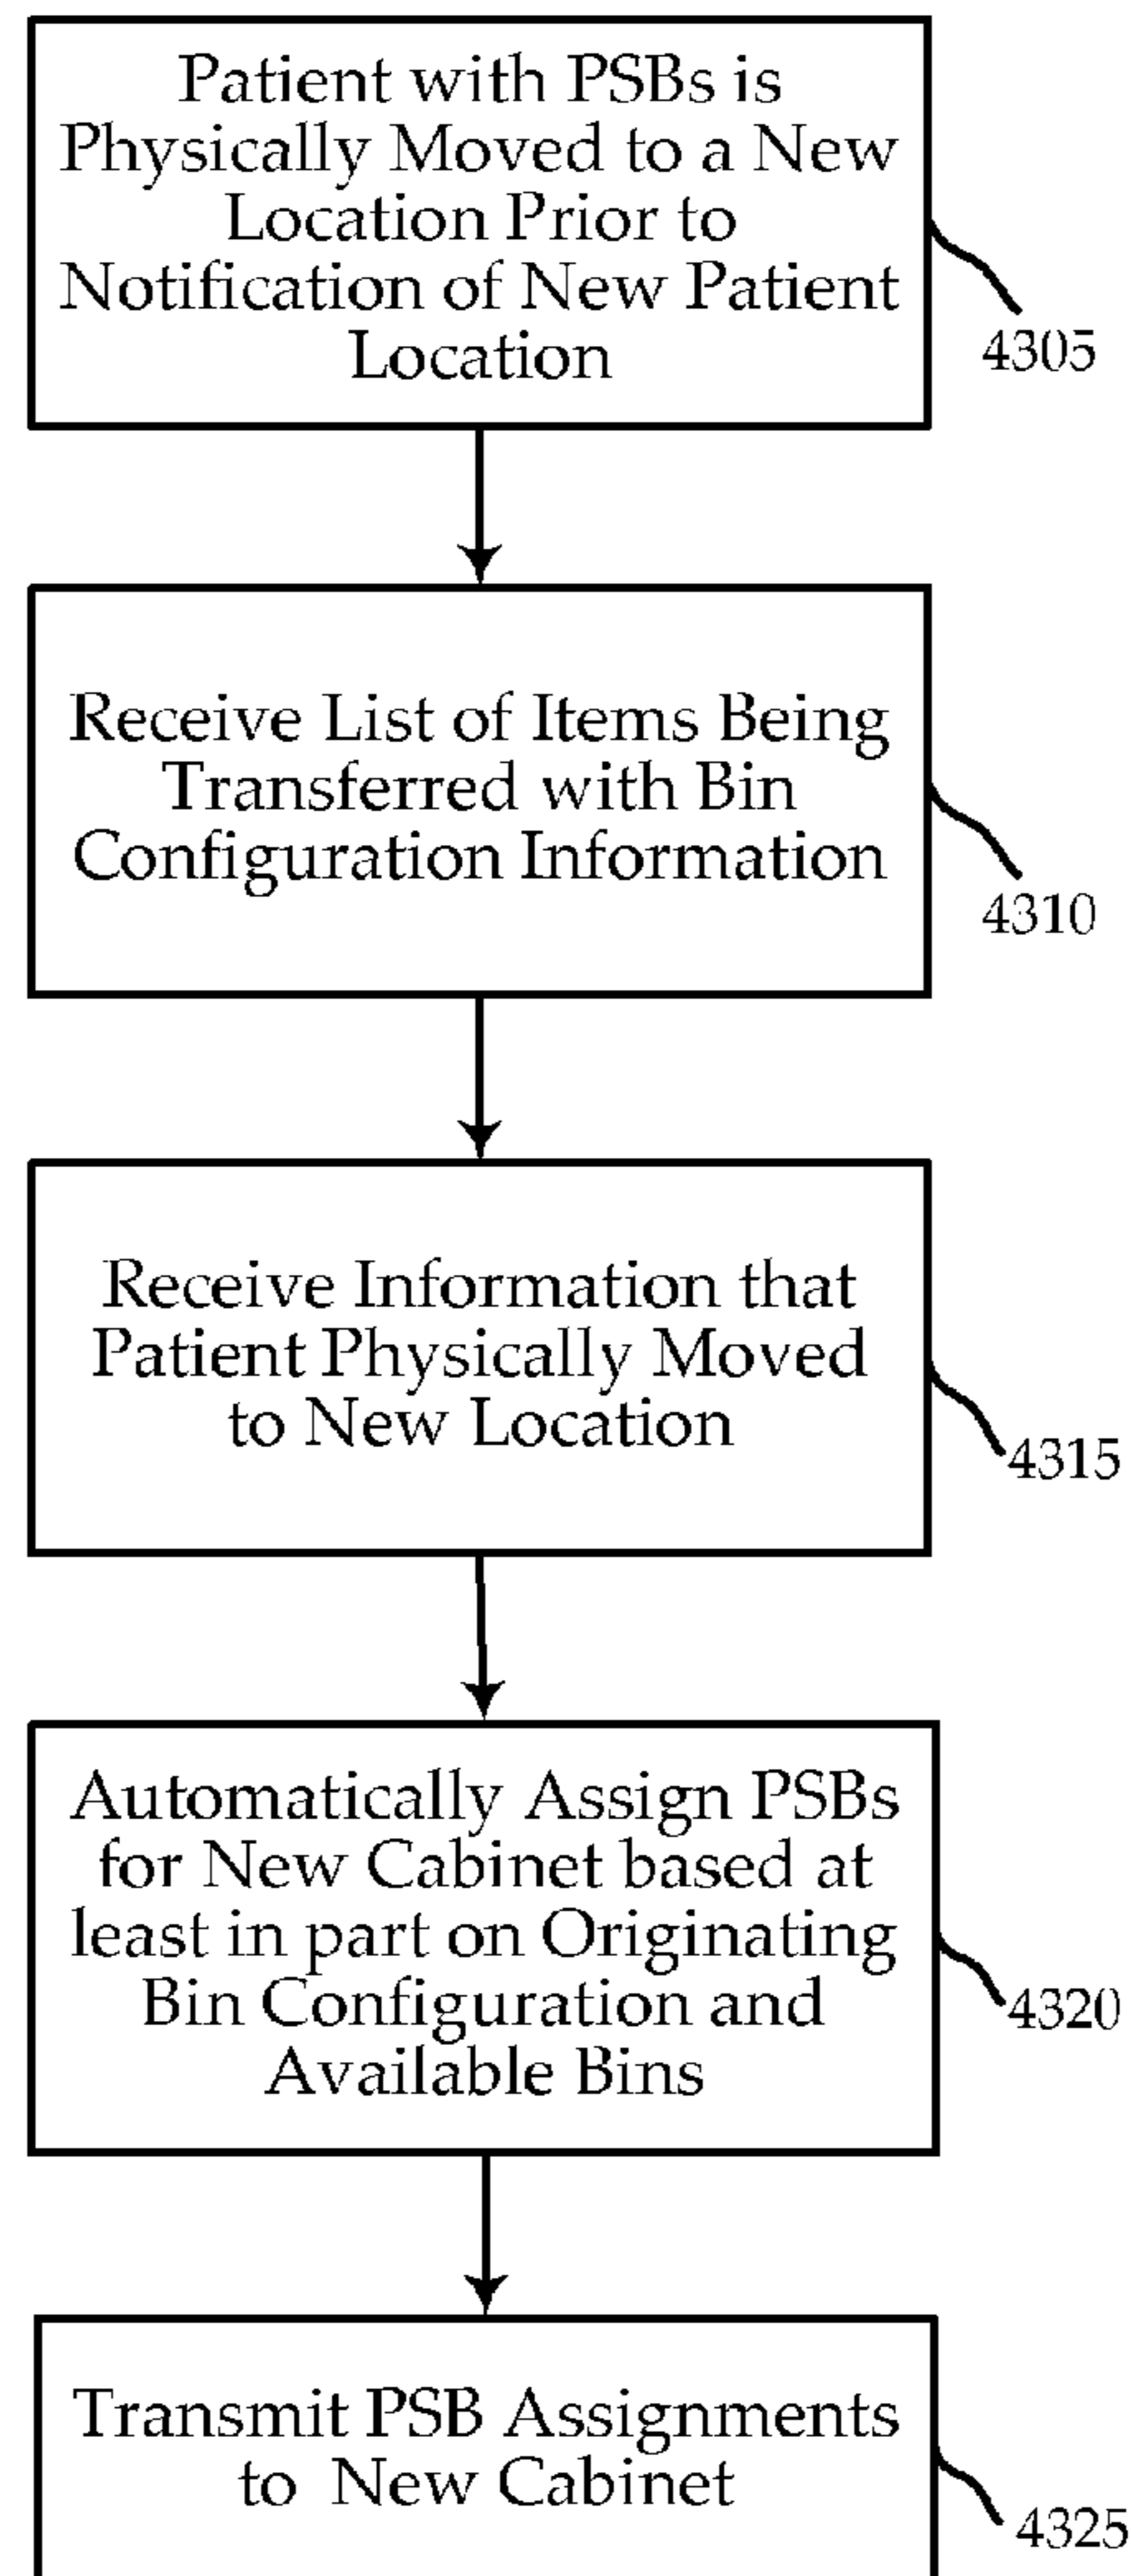 Patient with PSBs is
Physically Moved to a New
Location Prior to
Notification of New Patient
Location
4305
Receive List of Items Being
Transferred with Bin
Configuration Information
4310
Receive Information that
Patient Physically Moved
to New Location
4315
Automatically Assign PSBs
for New Cabinet based at
least in part on Originating
Bin Configuration and
Available Bins
4320
Transmit PSB Assignments
to New Cabinet
4325